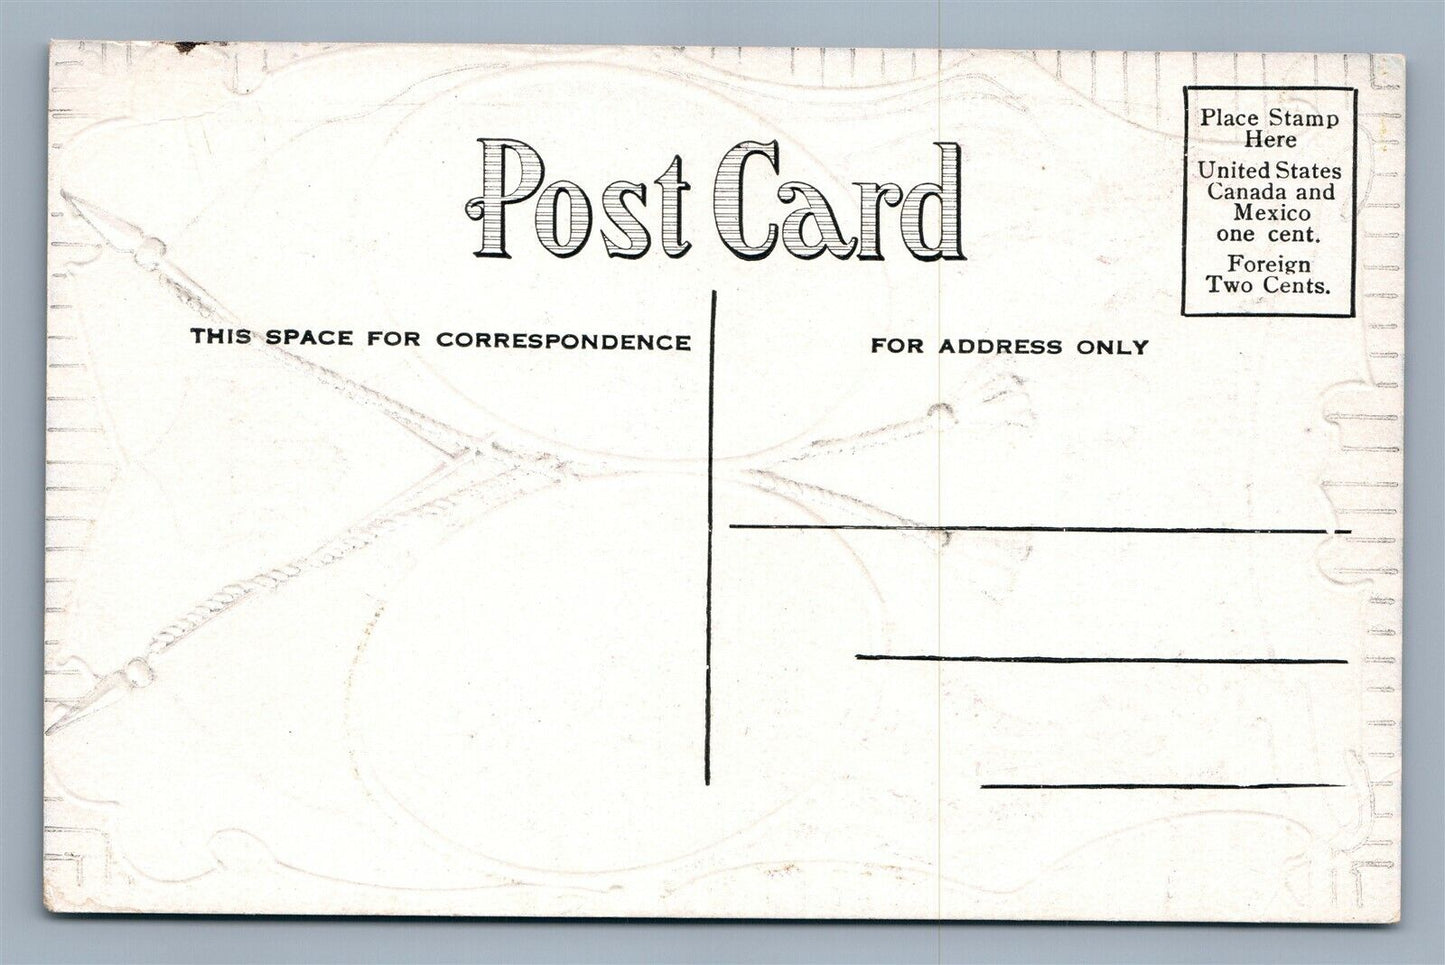 Post Card
Place Stamp
Here
United States
Canada and
Mexico
one cent.
Foreign
Two Cents.
THIS SPACE FOR CORRESPONDENCE
FOR ADDRESS ONLY